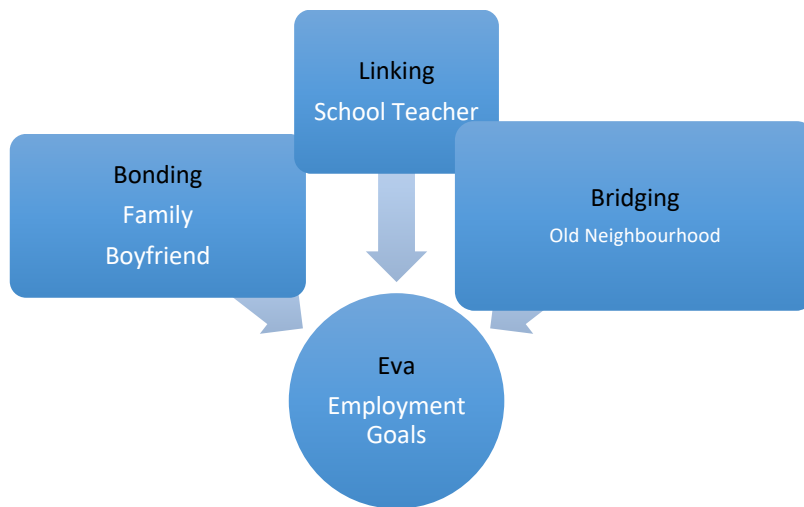 Linking
School Teacher
Bonding
Family
Boyfriend
Bridging
Old Neighbourhood
Eva
Employment
Goals